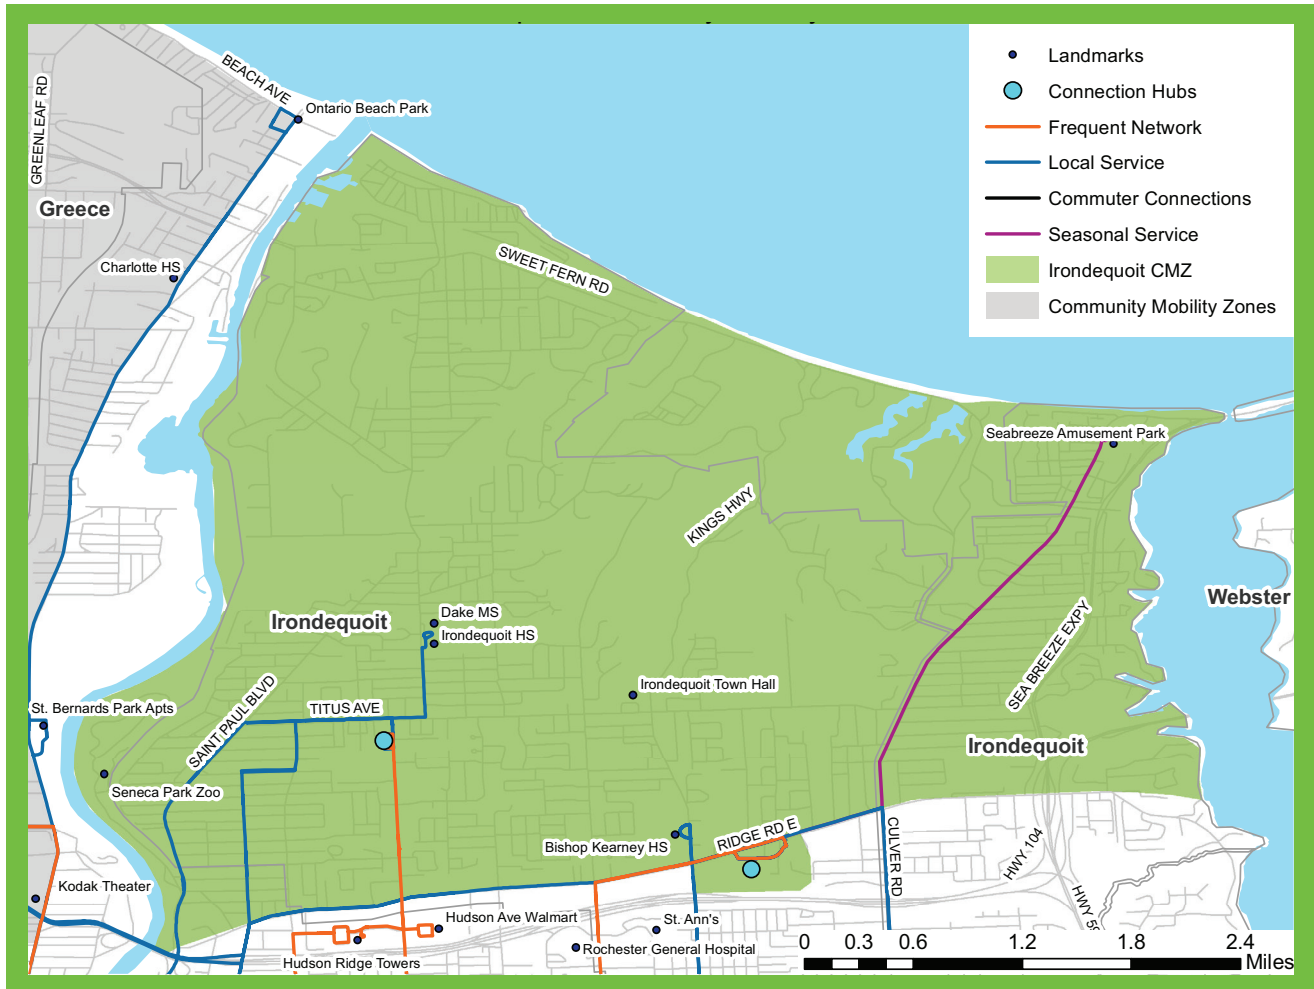 Landmarks
Connection Hubs
Frequent Network
Local Service
Commuter Connections
Seasonal Service
Irondequoit CMZ
Community Mobility Zones
BEACH AVE
Ontario Beach Park
GREENLEAF RD
Greece
Charlotte HS
SWEET FERN RD
Seabreeze Amusement Park
KINGS HWY
Webster
Dake MS
Irondequoit
Irondequoit HS
SEA BREEZE EXPY
Irondequoit Town Hall
St. Bernards Park Apts
SAINT PAUL BLVD
TITUS AVE
Irondequoit
Seneca Park Zoo
RIDGE RD E
Bishop Kearney HS
CULVER RD
HWY 104
Kodak Theater
HWY
Hudson Ave Walmart
St. Ann's
Rochester General Hospital
Hudson Ridge Towers
0 0.3 0.6 1.2 1.8 2.4
Miles